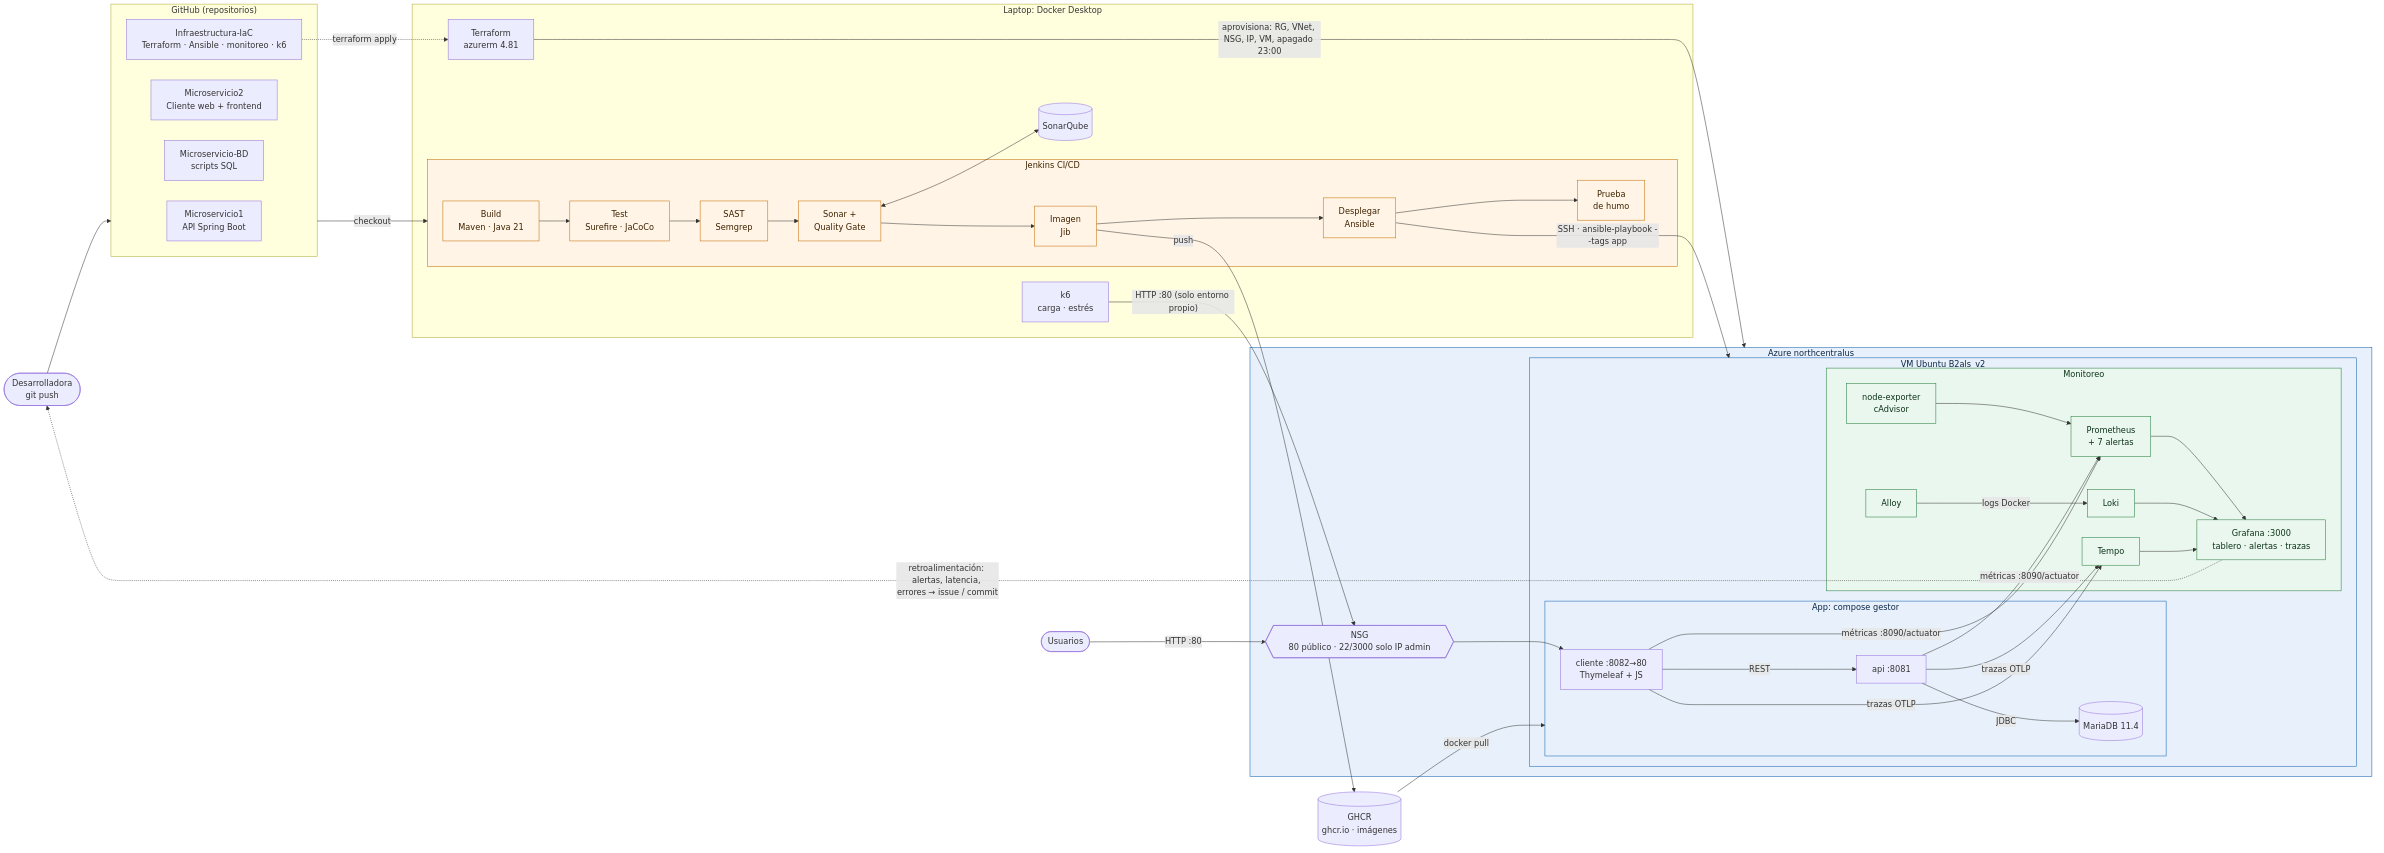 GitHub (repositorios)
Infraestructura-IaC
Terraform · Ansible · monitoreo · k6
Microservicio2
Cliente web + frontend
Microservicio-BD
scripts SQL
Microservicio1
API Spring Boot
terraform apply
checkout
Desarrolladora
git push
Laptop: Docker Desktop
Terraform
azurerm 4.81
aprovisiona: RG, VNet,
NSG, IP, VM, apagado
23:00
SonarQube
Jenkins CI/CD
Build
Maven · Java 21
Test
Surefire · JaCoCo
SAST
Semgrep
Sonar +
Quality Gate
Imagen
Jib
Desplegar
Ansible
Prueba
de humo
push
SSH · ansible-playbook -
-tags app
k6
carga · estrés
HTTP :80 (solo entorno
propio)
Azure northcentralus
VM Ubuntu B2als_v2
Monitoreo
node-exporter
cAdvisor
Prometheus
+ 7 alertas
Alloy
logs Docker
Loki
Grafana :3000
tablero · alertas · trazas
Tempo
métricas :8090/actuator
retroalimentación:
alertas, latencia,
errores → issue / commit
App: compose gestor
Usuarios
HTTP :80
NSG
80 público · 22/3000 solo IP admin
métricas :8090/actuator
cliente :8082→80
Thymeleaf + JS
REST
api :8081
trazas OTLP
trazas OTLP
JDBC
MariaDB 11.4
docker pull
GHCR
ghcr.io · imágenes